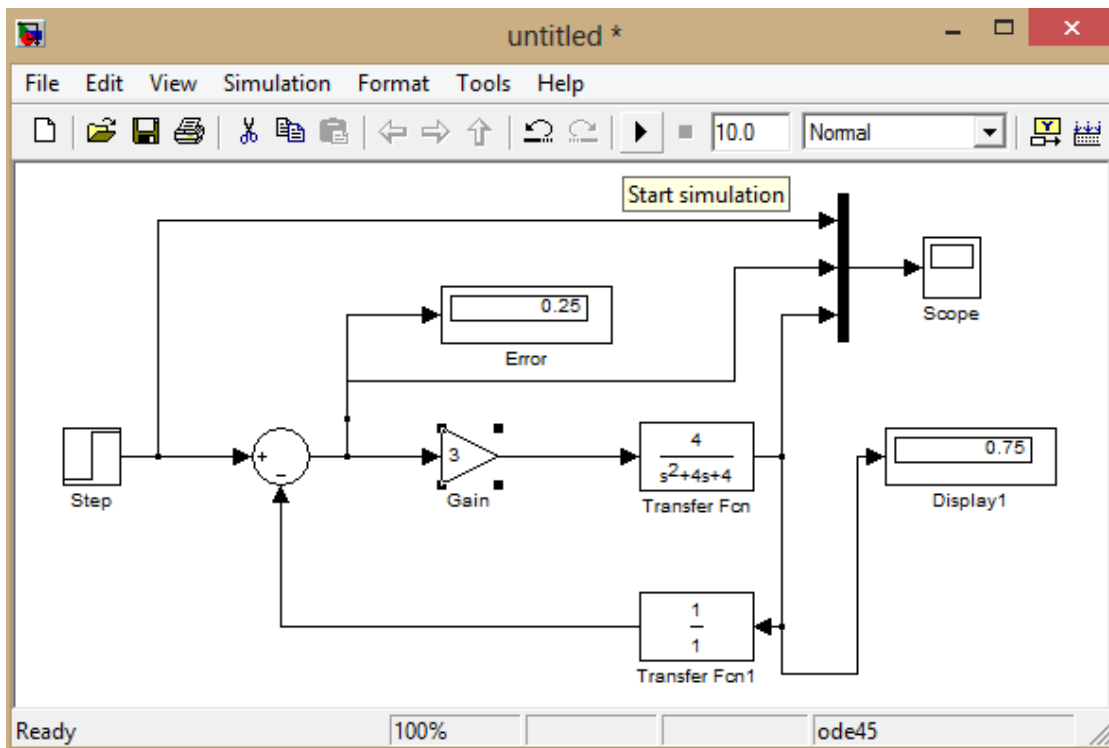 untitled *
File Edit View Simulation Format Tools Help
10.0 Normal
Start simulation
Scope
0.25
Error
+
−
3
4
s2+4s+4
0.75
Step
Gain
Transfer Fcn
Display1
1
1
Transfer Fcn1
Ready 100% ode45